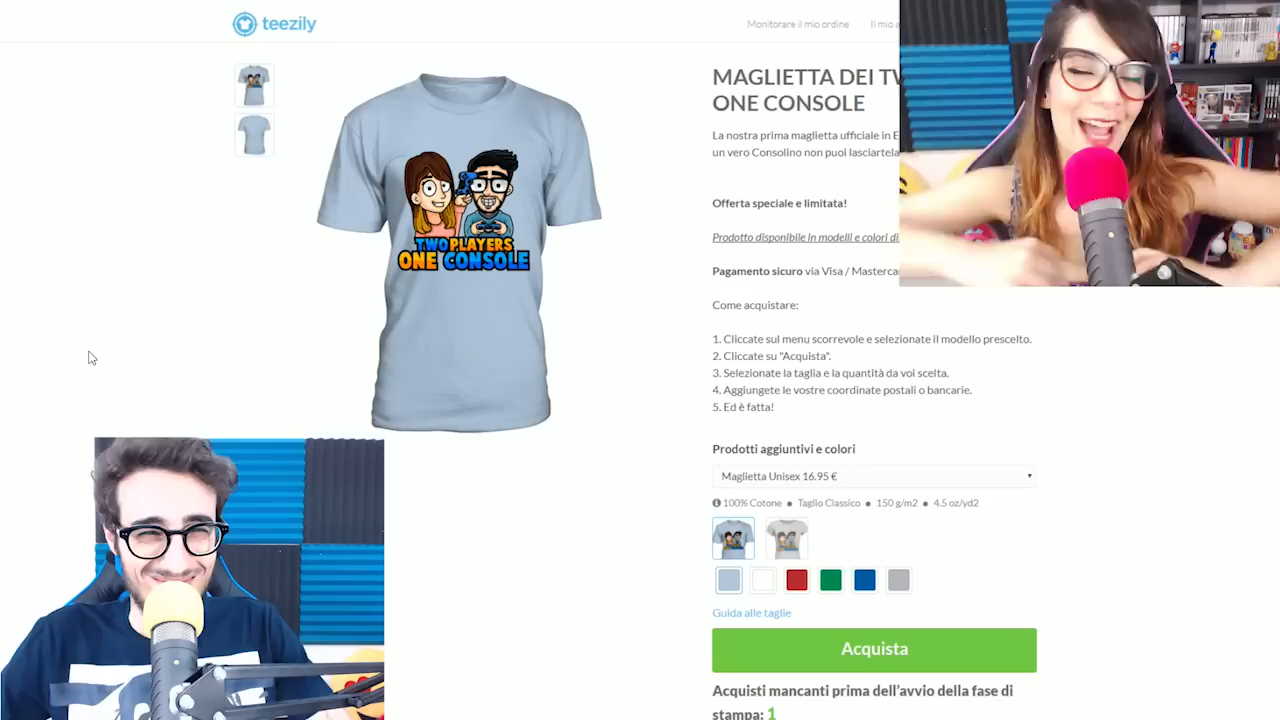 teezily
Monitorare il mio ordine
Il mio
MAGLIETTA DEI
ONE CONSOLE
La nostra prima maglietta ufficiale in
un vero Consolino non puoi lasciartela
Offerta speciale e limitata!
Prodotto disponibile in modelli e colori
Pagamento sicuro via Visa /
TWO PLAYERS
ONE CONSOLE
Come acquistare:
1. Cliccate sul menu scorrevole e selezionate il modello prescelto.
2. Cliccate su "Acquista".
3. Selezionate la taglia e la quantità da voi scelta.
4. Aggiungete le vostre coordinate postali o bancarie.
5. Ed è fatta!
Prodotti aggiuntivi e colori
Maglietta Unisex 16.95 €
100% Cotone ● Taglio Classico ● 150 g/m2 ● 4.5 oz/yd2
Guida alle taglie
Acquista
Acquisti mancanti prima dell'avvio della fase di
stampa: 1